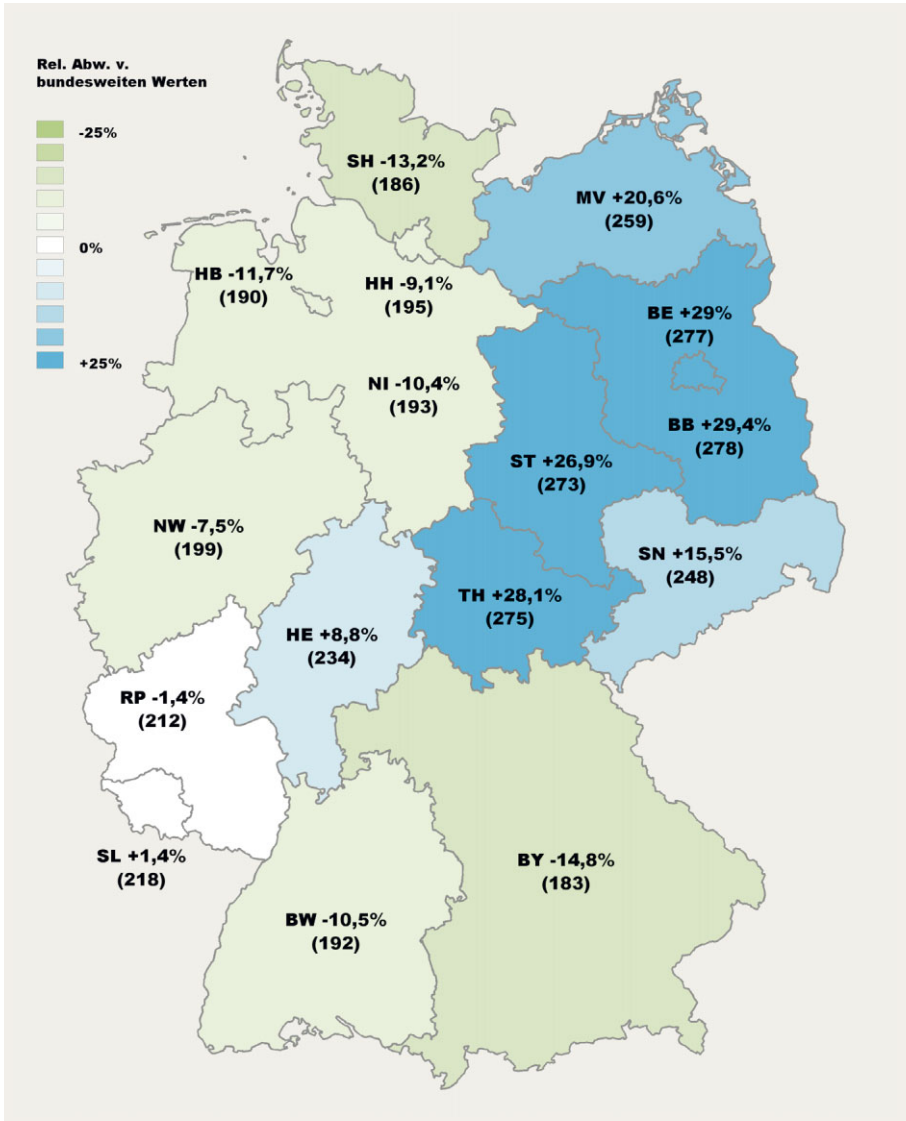 Rel. Abw. v.
bundesweiten Werten
-25%
0%
+25%
SH -13,2%
(186)
MV +20,6%
(259)
HB -11,7%
(190)
HH -9,1%
(195)
BE +29%
(277)
NI -10,4%
(193)
BB +29,4%
(278)
ST +26,9%
(273)
NW -7,5%
(199)
SN +15,5%
(248)
TH +28,1%
(275)
HE +8,8%
(234)
RP -1,4%
(212)
SL +1,4%
(218)
BY -14,8%
(183)
BW -10,5%
(192)